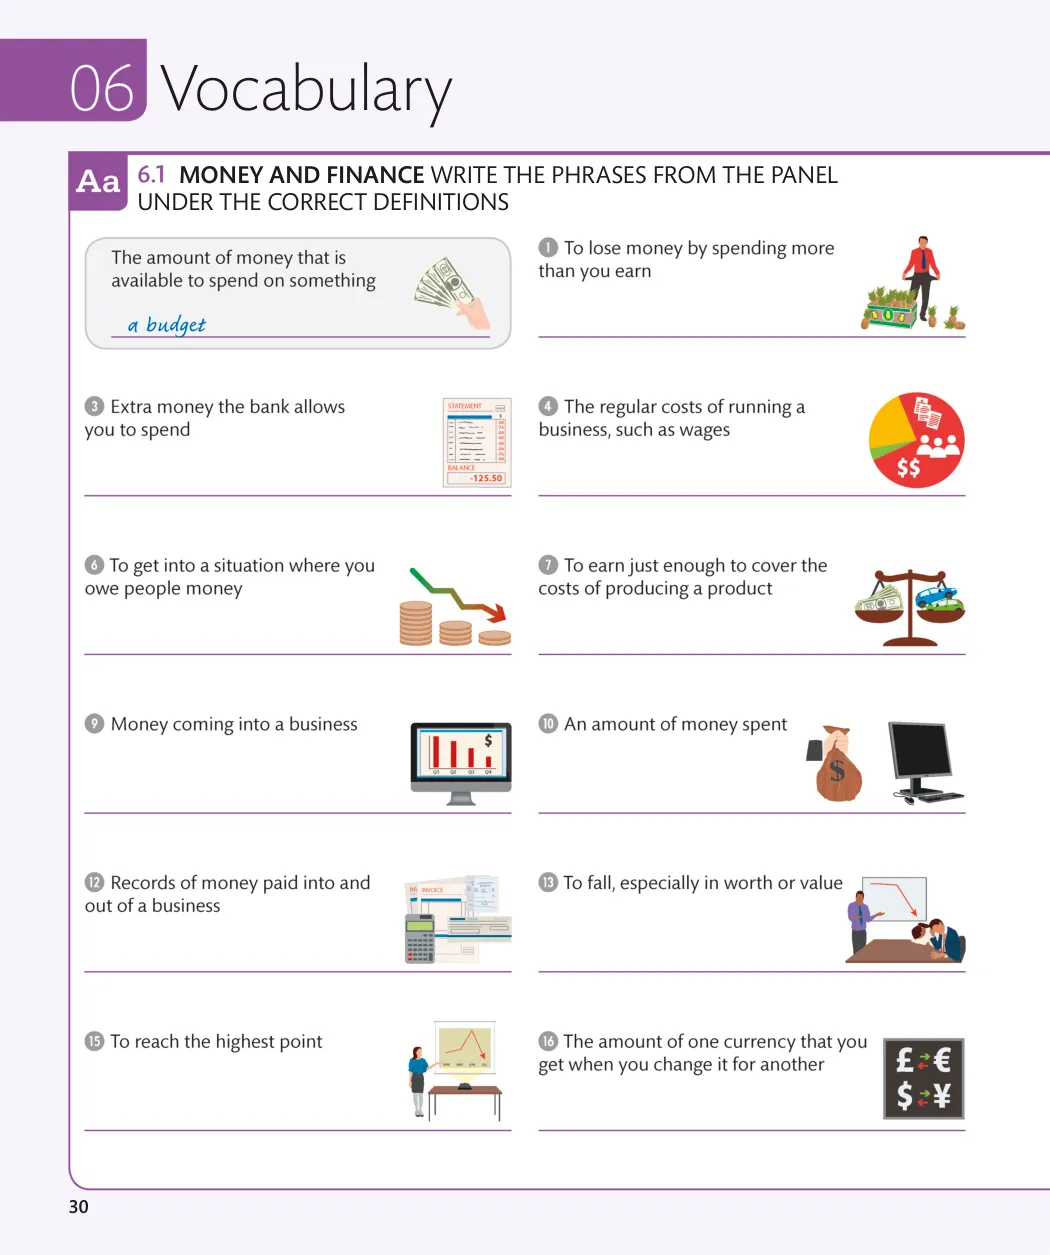 06 Vocabulary
Aa
6.1 MONEY AND FINANCE WRITE THE PHRASES FROM THE PANEL
UNDER THE CORRECT DEFINITIONS
The amount of money that is
available to spend on something
a budget
1 To lose money by spending more
than you earn
3 Extra money the bank allows
you to spend
STATEMENT
$
BALANCE
-125.50
4 The regular costs of running a
business, such as wages
$$
6 To get into a situation where you
owe people money
7 To earn just enough to cover the
costs of producing a product
9 Money coming into a business
$
Q1 Q2 Q3 Q4
10 An amount of money spent
$
12 Records of money paid into and
out of a business
INVOICE
13 To fall, especially in worth or value
15 To reach the highest point
16 The amount of one currency that you
get when you change it for another
£ €
$ ¥
30